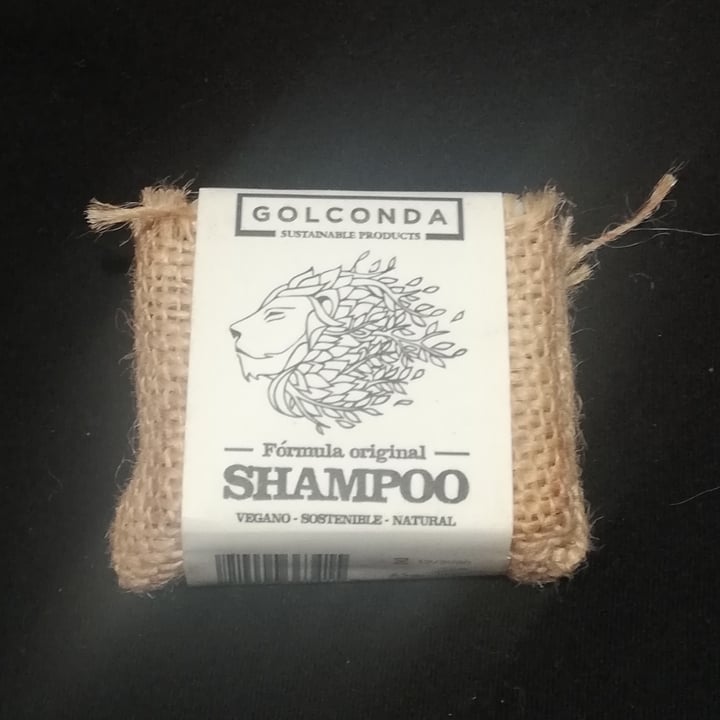 GOLCONDA
SUSTAINABLE PRODUCTS
Fórmula original
SHAMPOO
VEGANO - SOSTENIBLE - NATURAL